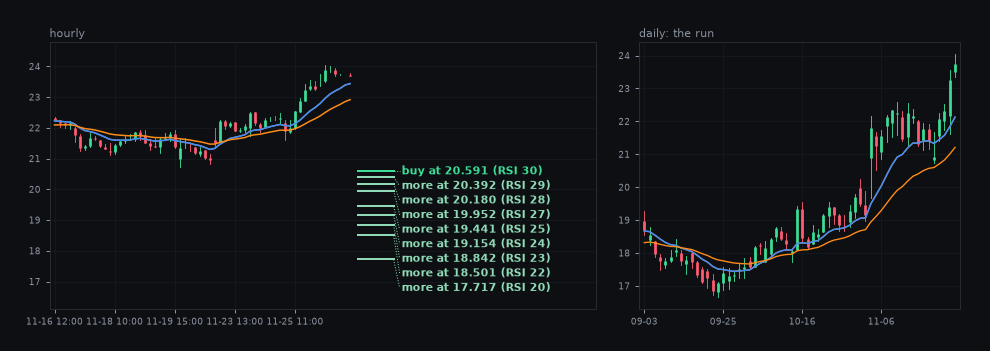 hourly
24
23
22
21
20
19
18
17
11-16 12:00
11-18 10:00
11-19 15:00
11-23 13:00
11-25 11:00
buy at 20.591 (RSI 30)
more at 20.392 (RSI 29)
more at 20.180 (RSI 28)
more at 19.952 (RSI 27)
more at 19.441 (RSI 25)
more at 19.154 (RSI 24)
more at 18.842 (RSI 23)
more at 18.501 (RSI 22)
more at 17.717 (RSI 20)
daily: the run
24
23
22
21
20
19
18
17
09-03
09-25
10-16
11-06